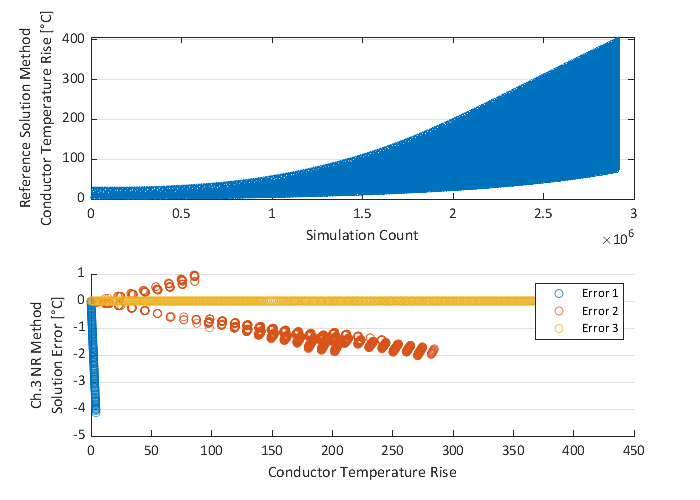 Reference Solution Method
Conductor Temperature Rise [°C]
400
300
200
100
0
0 0.5 1 1.5 2 2.5 3
×10⁶
Simulation Count
Ch.3 NR Method
Solution Error [°C]
1
0
-1
-2
-3
-4
-5
Error 1
Error 2
Error 3
0 50 100 150 200 250 300 350 400 450
Conductor Temperature Rise